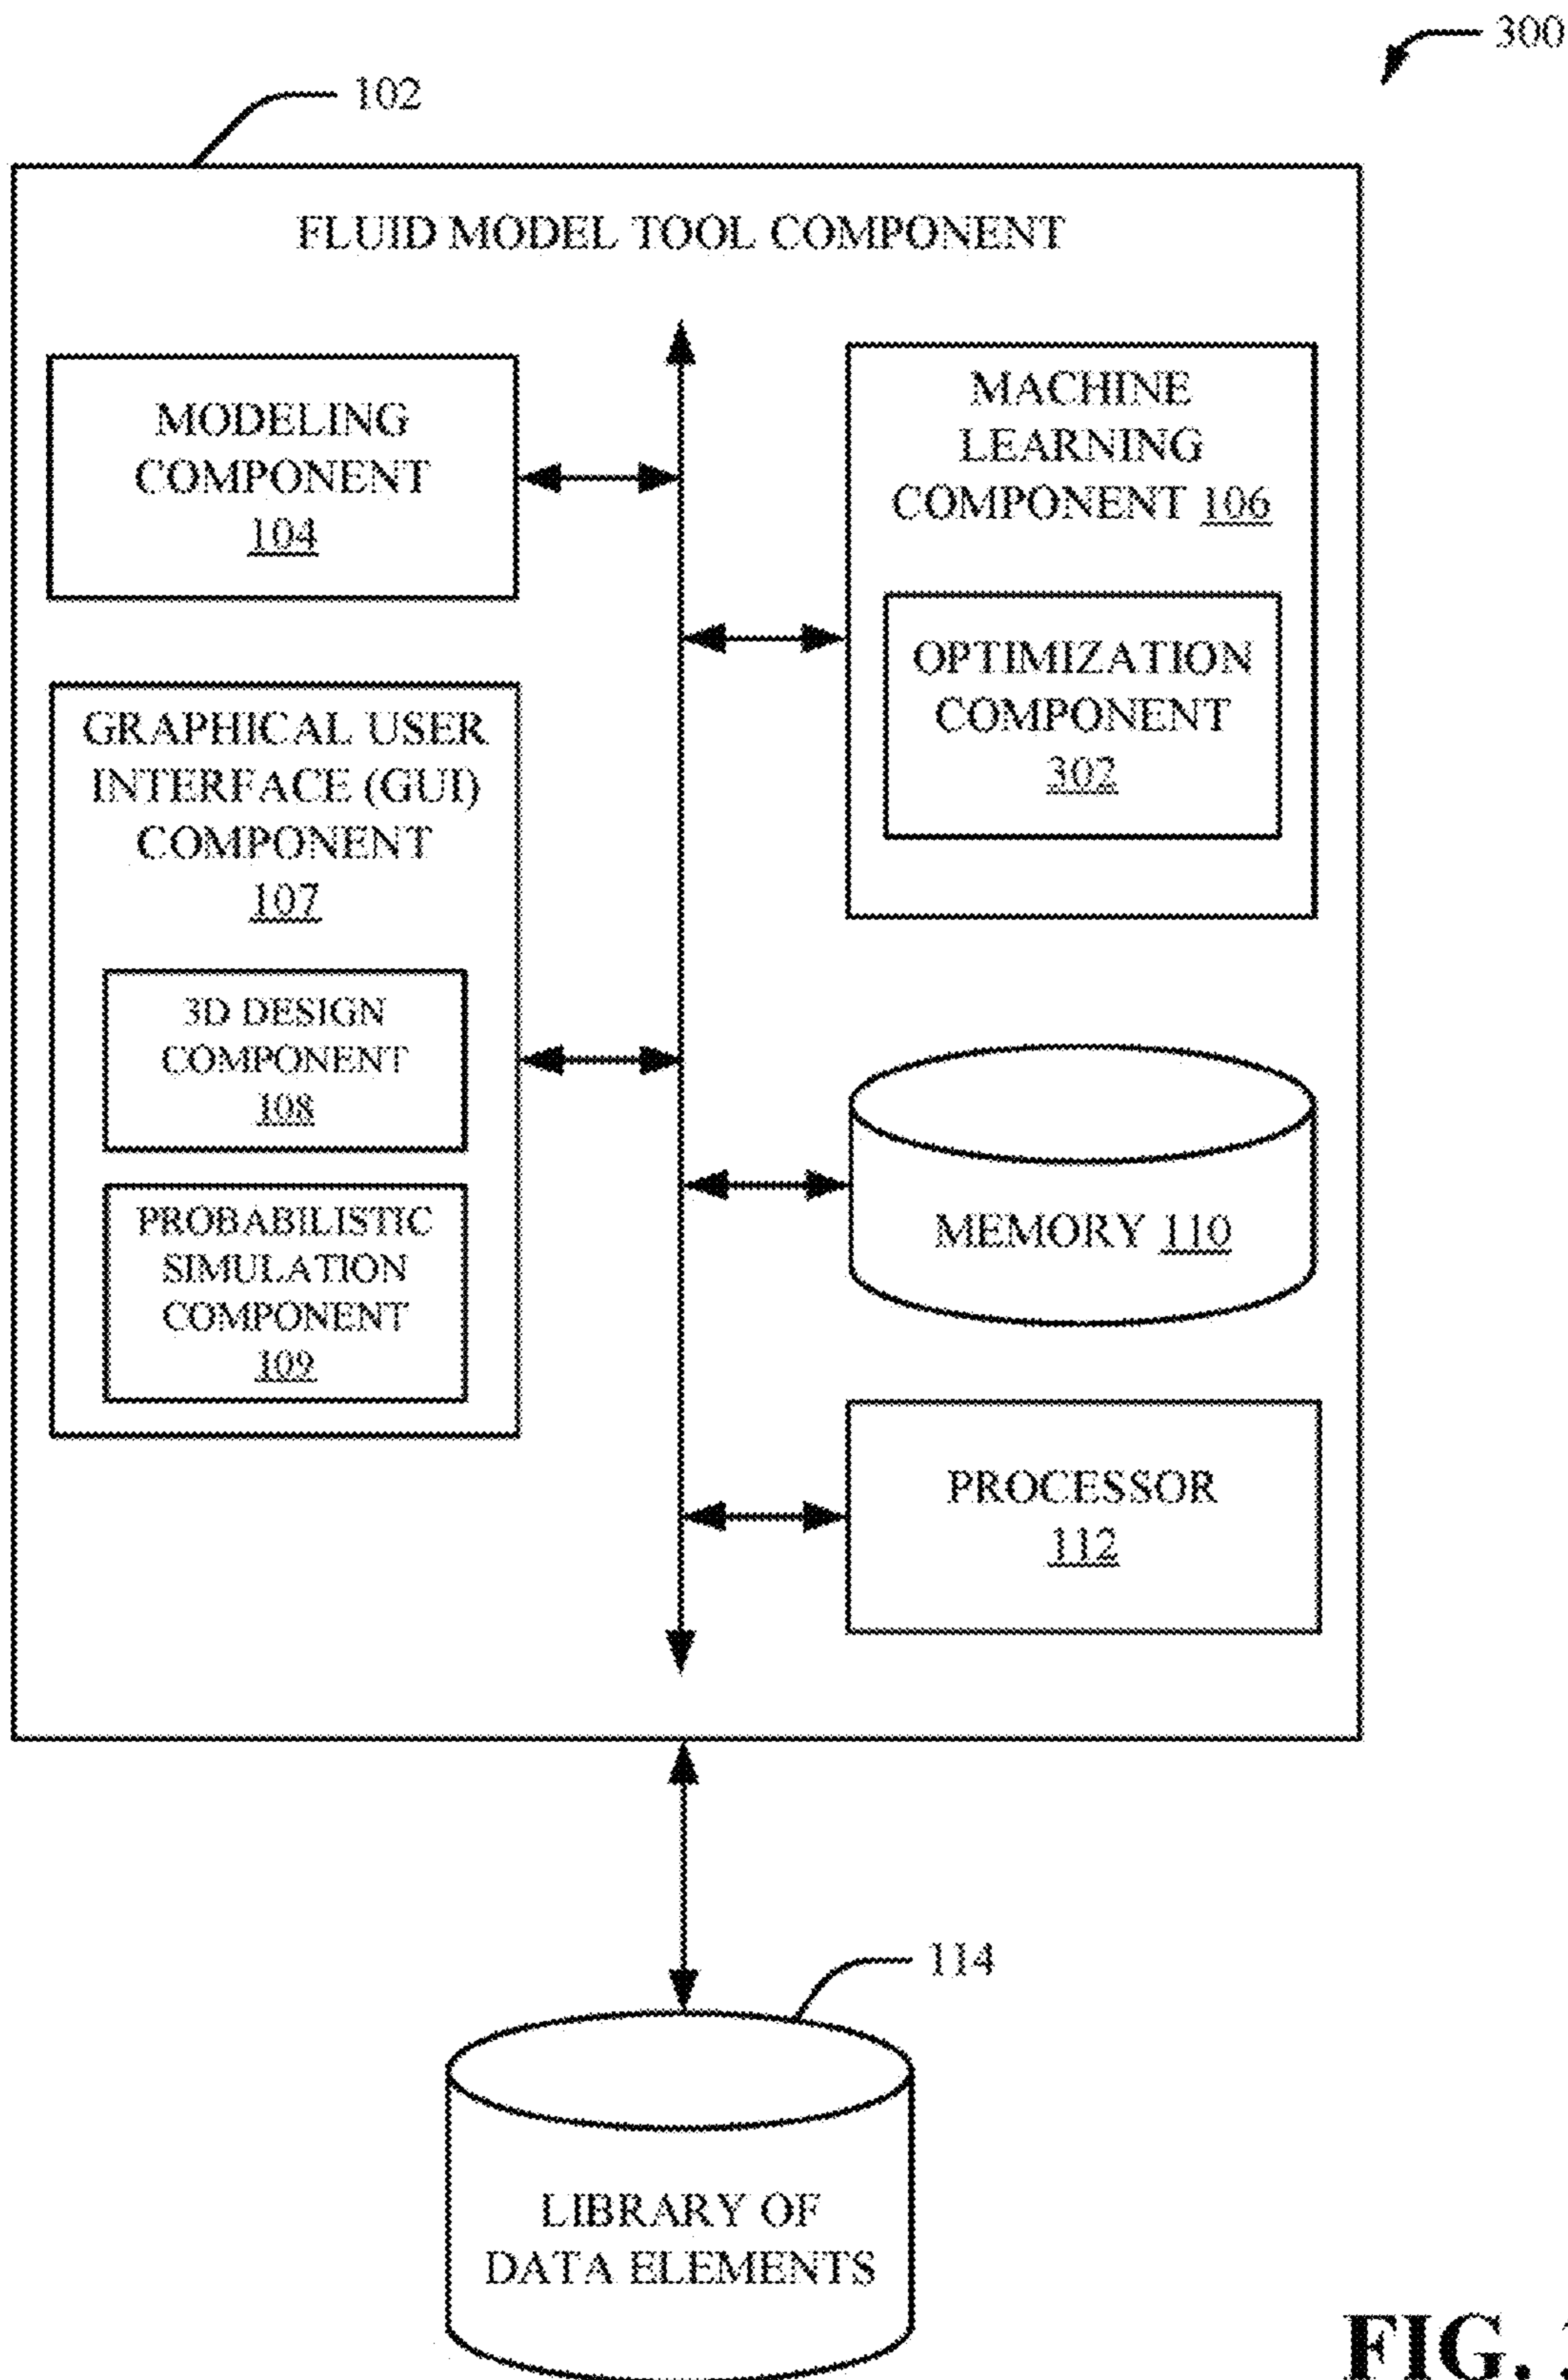 300
102
FLUID MODEL TOOL COMPONENT
MODELING
COMPONENT
104
MACHINE
LEARNING
COMPONENT 106
OPTIMIZATION
COMPONENT
302
GRAPHICAL USER
INTERFACE (GUI)
COMPONENT
107
3D DESIGN
COMPONENT
108
PROBABILISTIC
SIMULATION
COMPONENT
109
MEMORY 110
PROCESSOR
112
114
LIBRARY OF
DATA ELEMENTS
FIG.